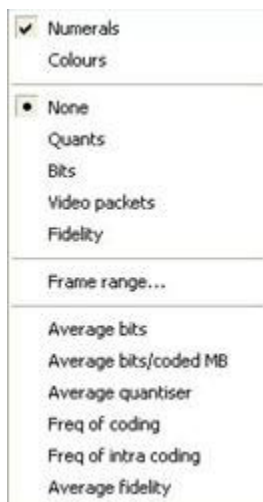 Numerals
Colours
None
Quants
Bits
Video packets
Fidelity
Frame range...
Average bits
Average bits/coded MB
Average quantiser
Freq of coding
Freq of intra coding
Average fidelity